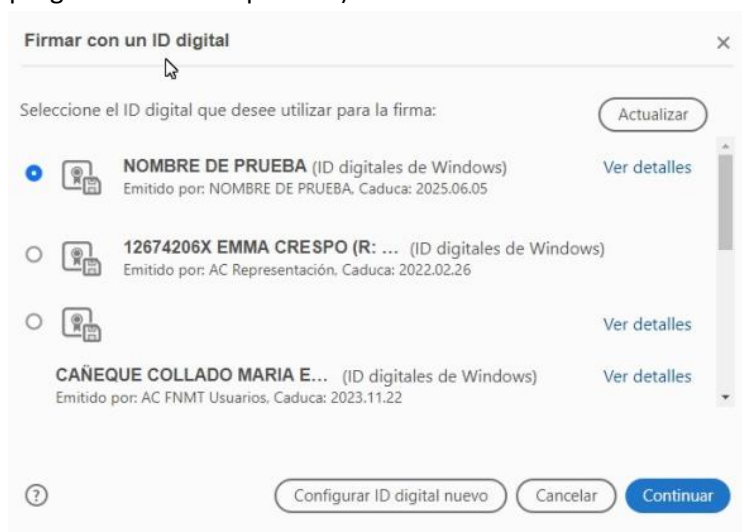 Firmar con un ID digital
Seleccione el ID digital que desee utilizar para la firma:
Actualizar
NOMBRE DE PRUEBA (ID digitales de Windows)
Ver detalles
Emitido por: NOMBRE DE PRUEBA, Caduca: 2025.06.05
12674206X EMMA CRESPO (R: ... (ID digitales de Windows)
Emitido por: AC Representación, Caduca: 2022.02.26
Ver detalles
CAÑEQUE COLLADO MARIA E... (ID digitales de Windows)
Ver detalles
Emitido por: AC FNMT Usuarios, Caduca: 2023.11.22
Configurar ID digital nuevo
Cancelar
Continuar